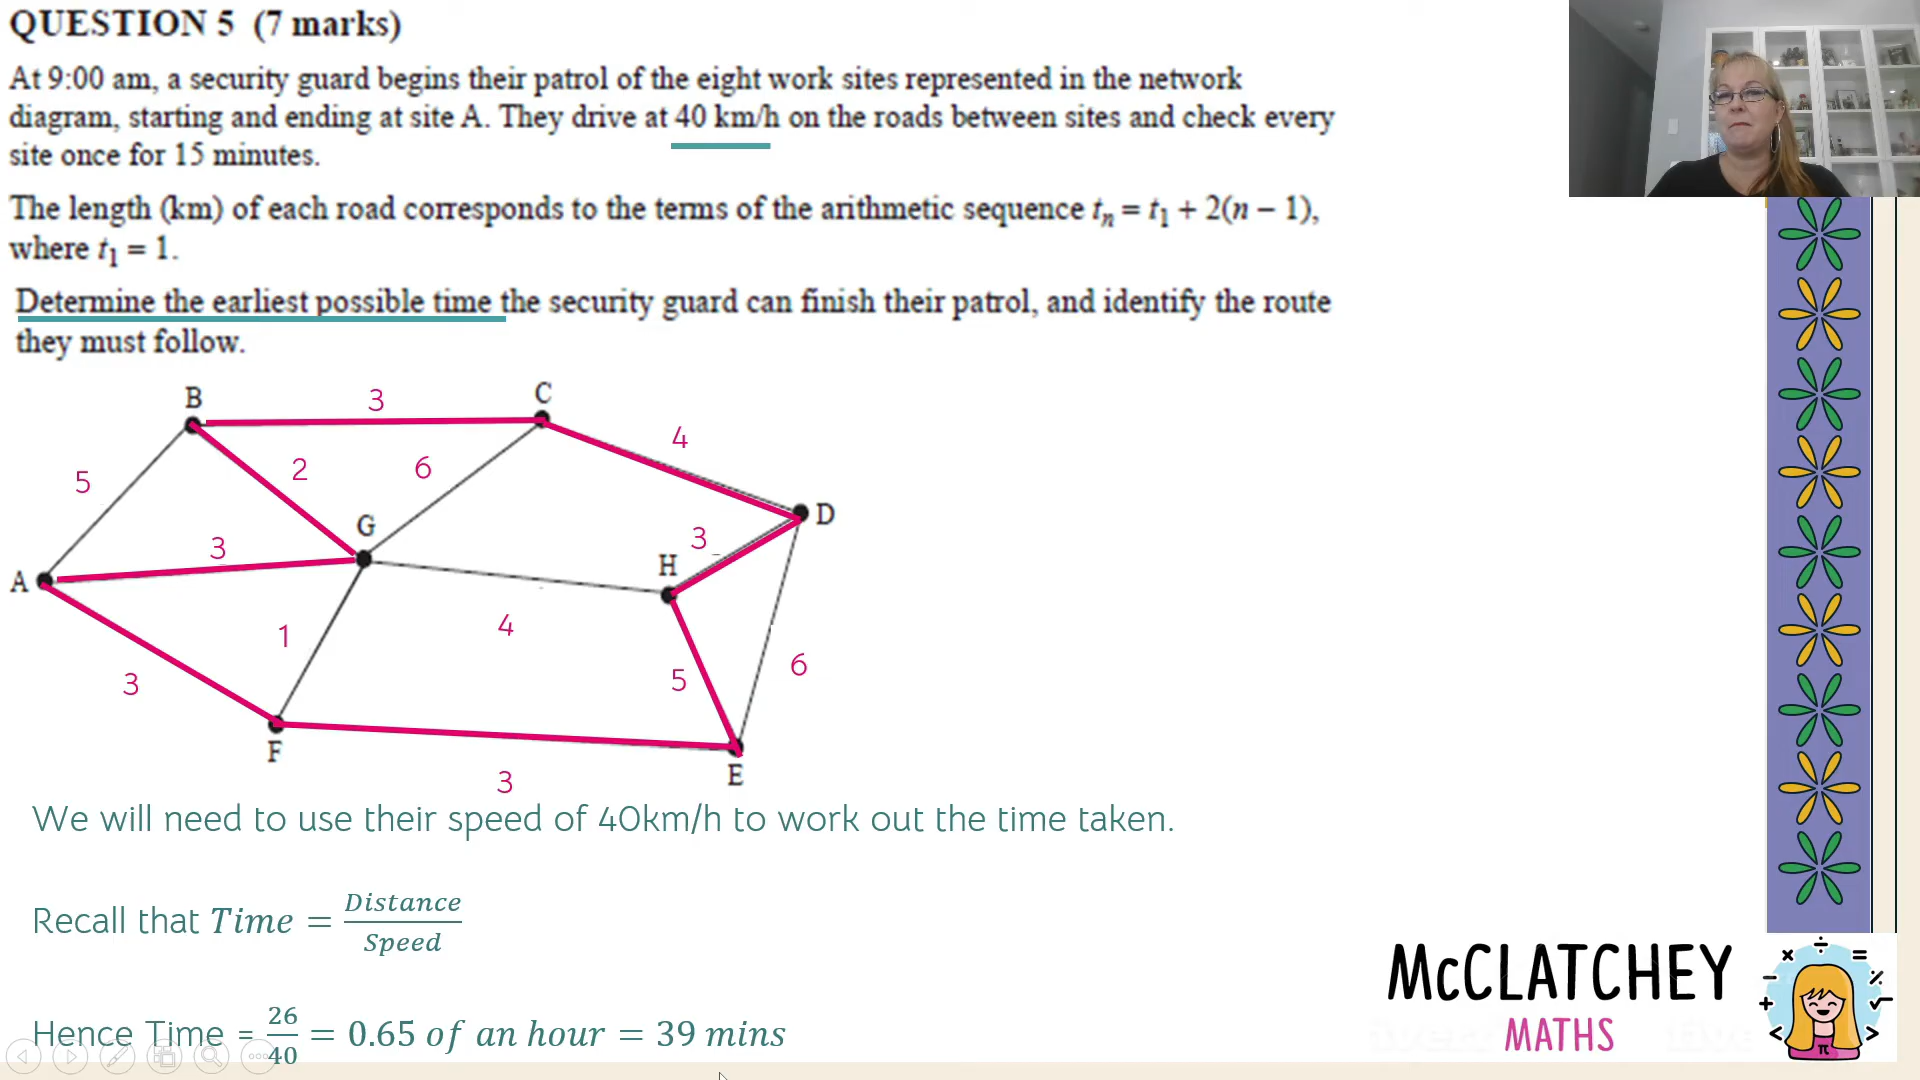 QUESTION 5 (7 marks)
At 9:00 am, a security guard begins their patrol of the eight work sites represented in the network
diagram, starting and ending at site A. They drive at 40 km/h on the roads between sites and check every
site once for 15 minutes.
The length (km) of each road corresponds to the terms of the arithmetic sequence tₙ = t₁ + 2(n − 1),
where t₁ = 1.
Determine the earliest possible time the security guard can finish their patrol, and identify the route
they must follow.
B
3
C
4
5
2
6
D
G
3
3
H
A
1
4
3
5
6
F
E
3
We will need to use their speed of 40km/h to work out the time taken.
Recall that Time = Distance/Speed
Hence Time = 26/40 = 0.65 of an hour = 39 mins
McCLATCHEY
MATHS